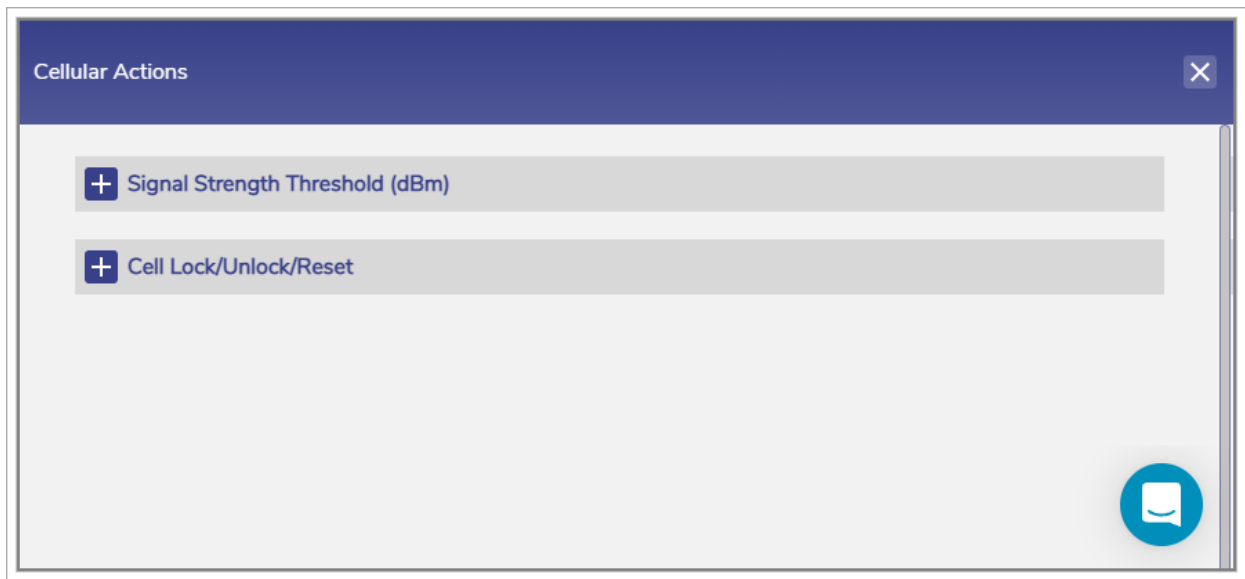 Cellular Actions
Signal Strength Threshold (dBm)
Cell Lock/Unlock/Reset